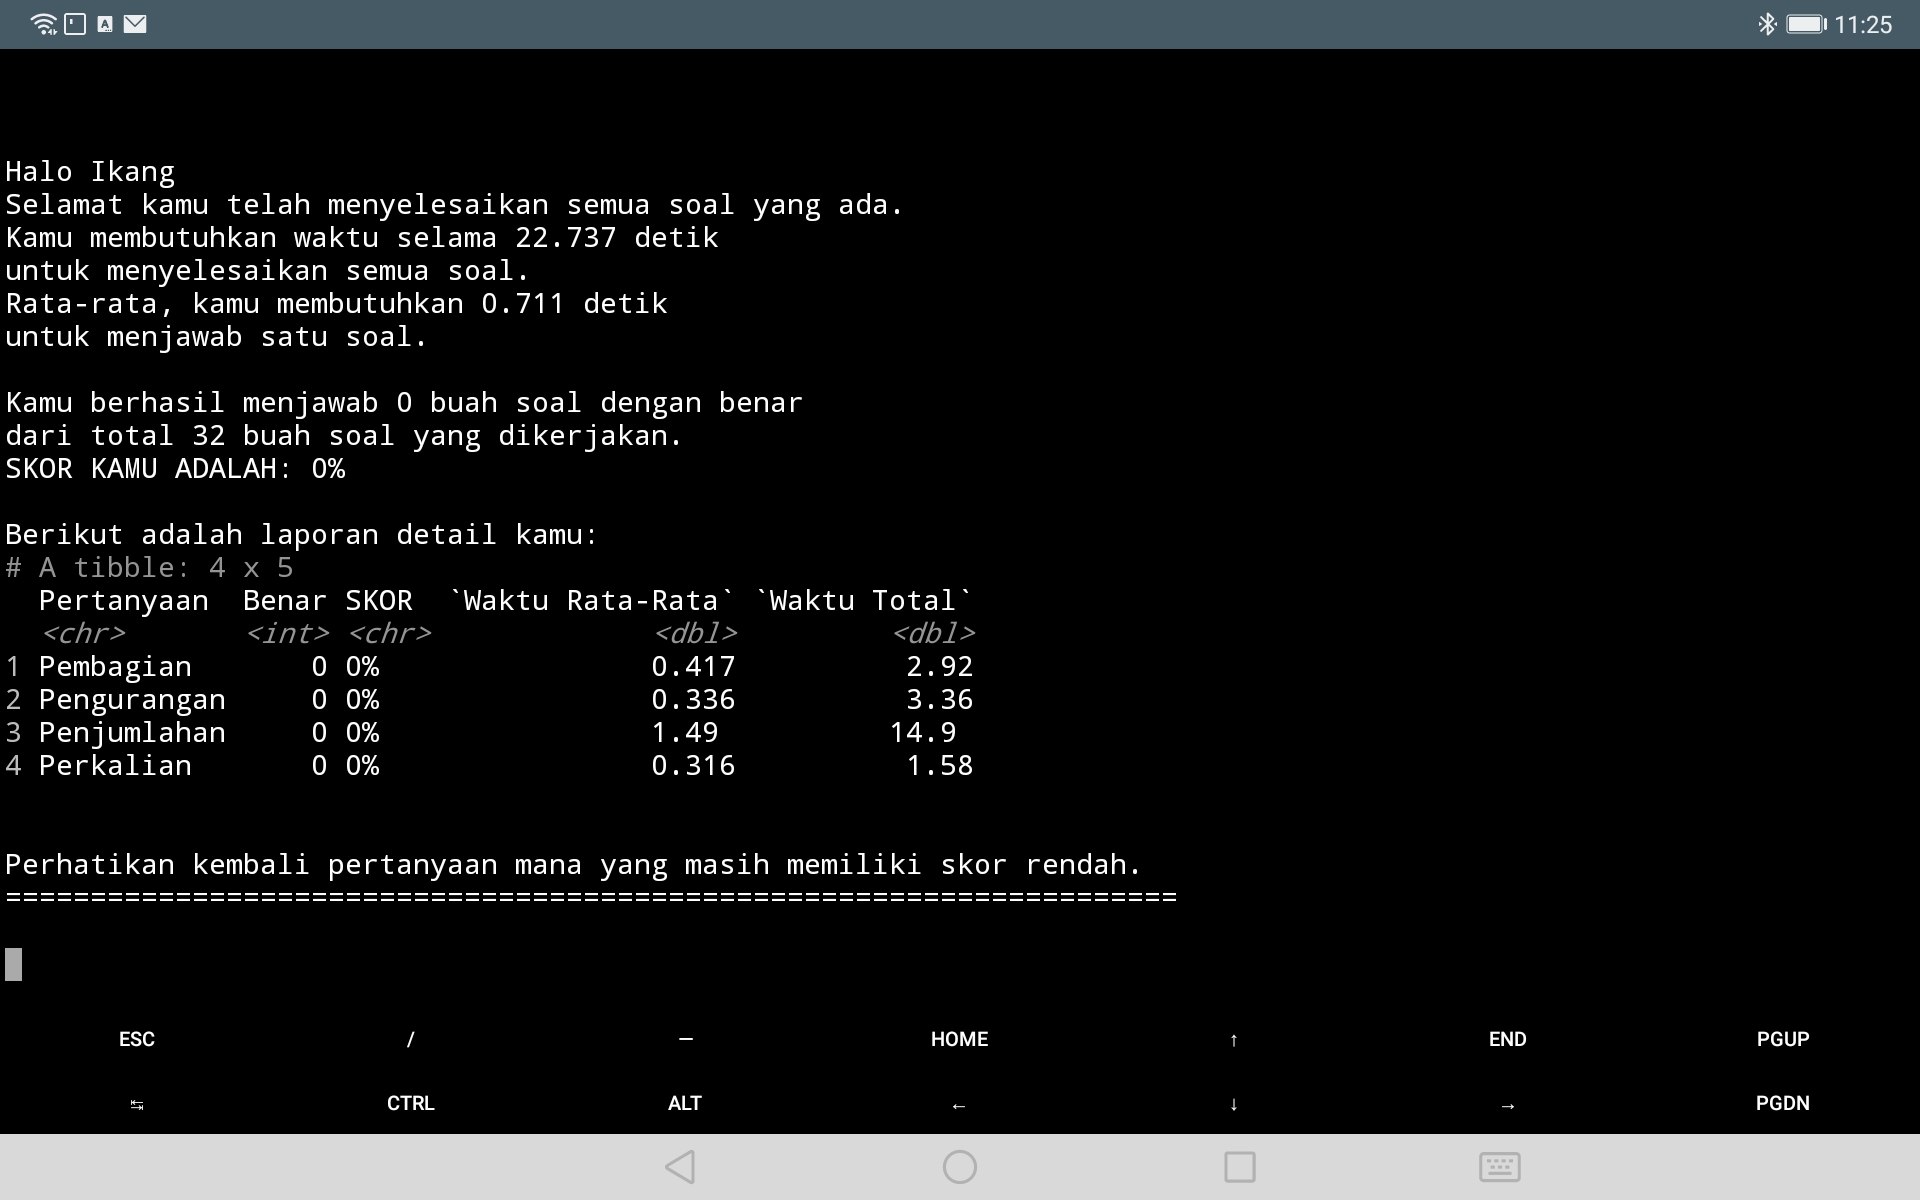 11:25
Halo Ikang
Selamat kamu telah menyelesaikan semua soal yang ada.
Kamu membutuhkan waktu selama 22.737 detik
untuk menyelesaikan semua soal.
Rata-rata, kamu membutuhkan 0.711 detik
untuk menjawab satu soal.
Kamu berhasil menjawab 0 buah soal dengan benar
dari total 32 buah soal yang dikerjakan.
SKOR KAMU ADALAH: 0%
Berikut adalah laporan detail kamu:
# A tibble: 4 x 5
Pertanyaan Benar SKOR `Waktu Rata-Rata` `Waktu Total`
<chr> <int> <chr> <dbl> <dbl>
1 Pembagian 0 0% 0.417 2.92
2 Pengurangan 0 0% 0.336 3.36
3 Penjumlahan 0 0% 1.49 14.9
4 Perkalian 0 0% 0.316 1.58
Perhatikan kembali pertanyaan mana yang masih memiliki skor rendah.
=====================================================================
ESC / — HOME ↑ END PGUP
↹ CTRL ALT ← ↓ → PGDN